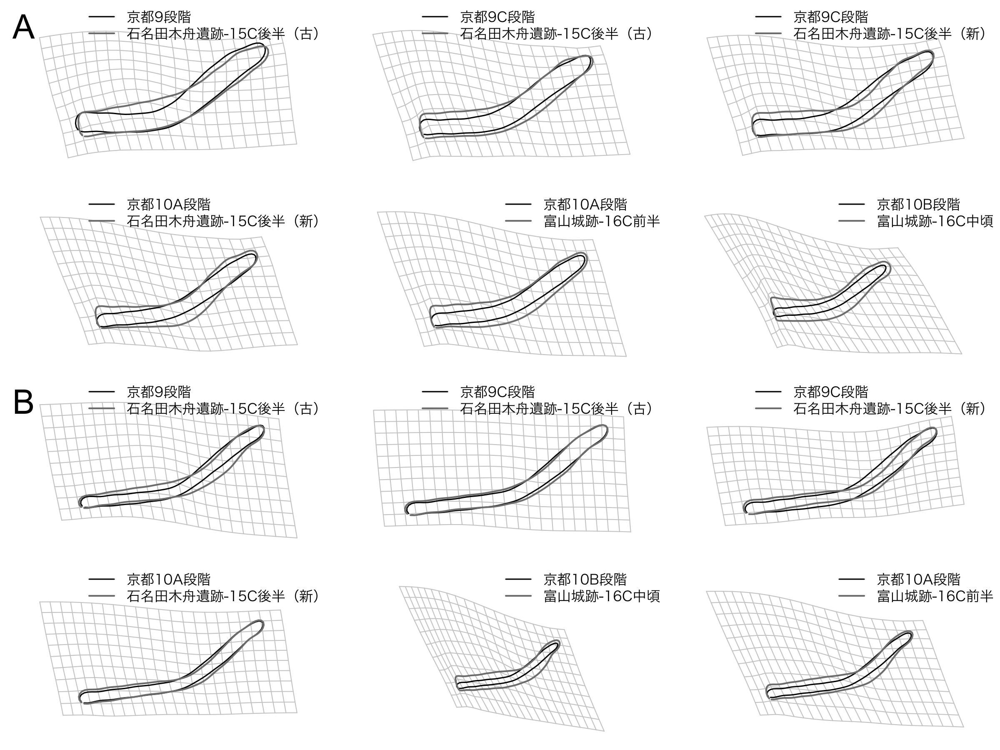 A
京都9段階
石名田木舟遺跡-15C後半（古）
京都9C段階
石名田木舟遺跡-15C後半（古）
京都9C段階
石名田木舟遺跡-15C後半（新）
京都10A段階
石名田木舟遺跡-15C後半（新）
京都10A段階
富山城跡-16C前半
京都10B段階
富山城跡-16C中頃
B
京都9段階
石名田木舟遺跡-15C後半（古）
京都9C段階
石名田木舟遺跡-15C後半（古）
京都9C段階
石名田木舟遺跡-15C後半（新）
京都10A段階
石名田木舟遺跡-15C後半（新）
京都10B段階
富山城跡-16C中頃
京都10A段階
富山城跡-16C前半